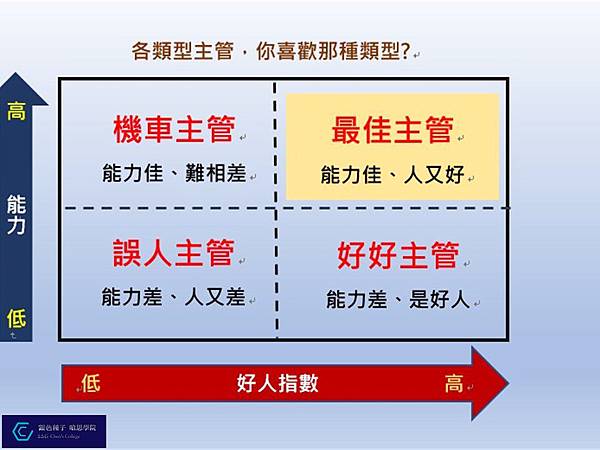 各類型主管，你喜歡那種類型?
高
能力
低
機車主管
能力佳、難相差
最佳主管
能力佳、人又好
誤人主管
能力差、人又差
好好主管
能力差、是好人
低
好人指數
高